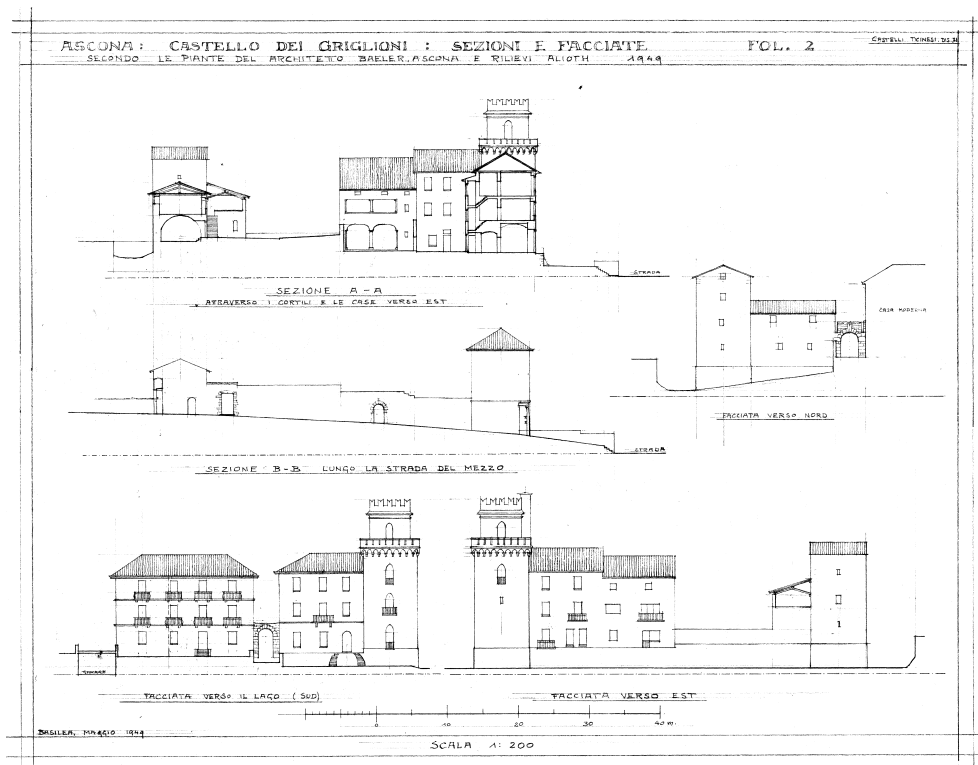 ASCONA: CASTELLO DEI GRIGLIONI: SEZIONI E FACCIATE FOL. 2
CASTELLI TICINESI. DIS.
SECONDO LE PIANTE DEL ARCHITETTO BAELER, ASCONA E RILIEVI ALIOTH 1949
STRADA
SEZIONE A-A
ATRAVERSO I CORTILI E LE CASE VERSO EST
CASA MODERNA
FACCIATA VERSO NORD
STRADA
SEZIONE B-B LUNGO LA STRADA DEL MEZZO
FACCIATA VERSO IL LAGO (SUD)
FACCIATA VERSO EST
0 10 20 30 40 m.
BASILEA, MAGGIO 1949
SCALA 1:200